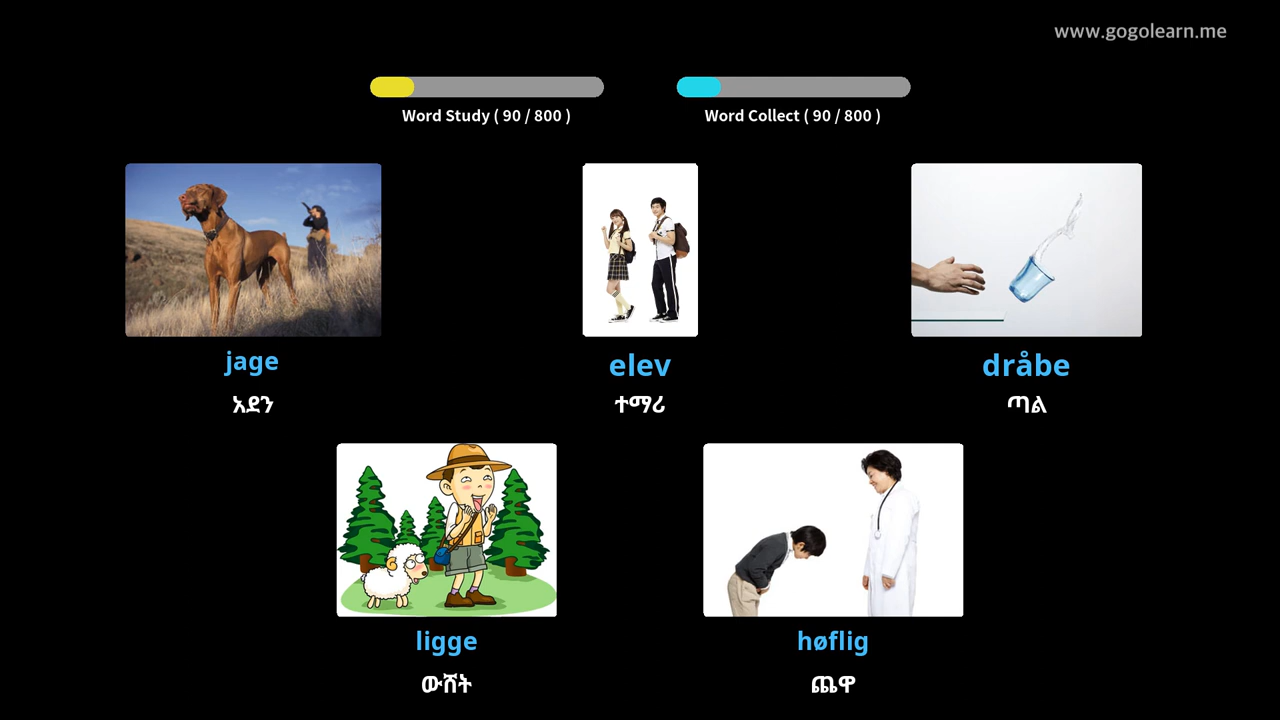 www.gogolearn.me
Word Study ( 90 / 800 )
Word Collect ( 90 / 800 )
jage
አደን
elev
ተማሪ
dråbe
ጣል
ligge
ውሸት
høflig
ጨዋ